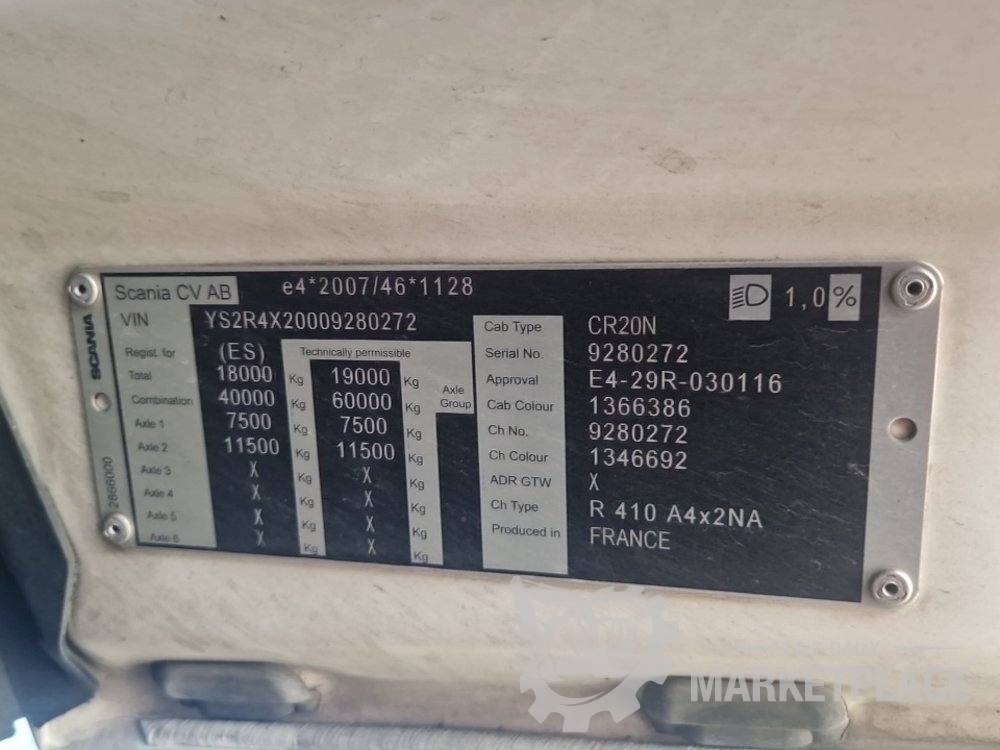 Scania CV AB e4*2007/46*1128 1,0%
VIN YS2R4X20009280272
Regist. for (ES) Technically permissible
Total 18000 Kg 19000 Kg
Combination 40000 Kg 60000 Kg Axle Group
Axle 1 7500 Kg 7500 Kg
Axle 2 11500 Kg 11500 Kg
Axle 3 X Kg X Kg
Axle 4 X Kg X Kg
Axle 5 X Kg X Kg
Axle 6 X Kg X Kg
Cab Type CR20N
Serial No. 9280272
Approval E4-29R-030116
Cab Colour 1366386
Ch No. 9280272
Ch Colour 1346692
ADR GTW X
Ch Type R 410 A4x2NA
Produced in FRANCE
SCANIA
2866000
MARKETPLACE